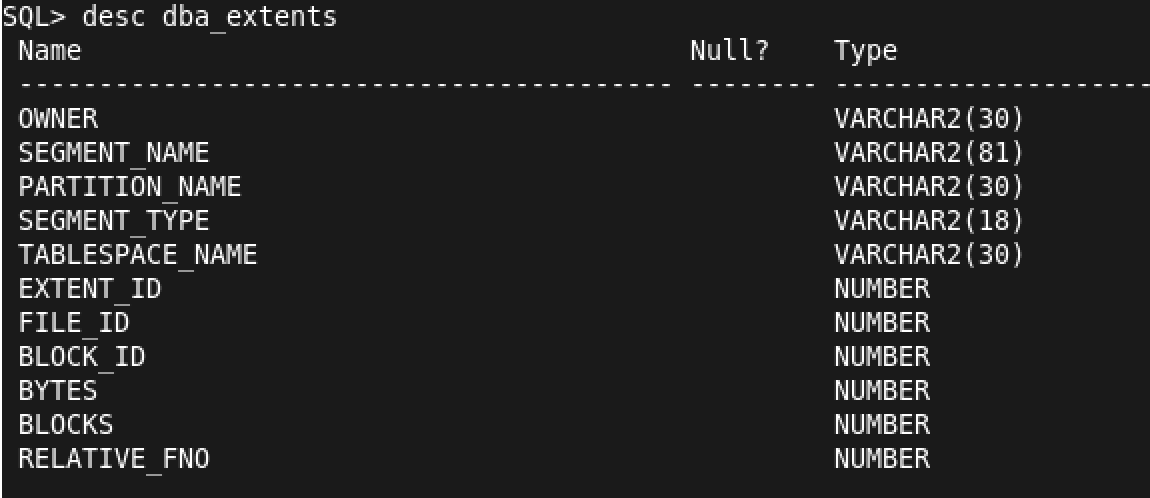 SQL> desc dba_extents
Name Null? Type
----------------------------------------- -------- --------------------
OWNER VARCHAR2(30)
SEGMENT_NAME VARCHAR2(81)
PARTITION_NAME VARCHAR2(30)
SEGMENT_TYPE VARCHAR2(18)
TABLESPACE_NAME VARCHAR2(30)
EXTENT_ID NUMBER
FILE_ID NUMBER
BLOCK_ID NUMBER
BYTES NUMBER
BLOCKS NUMBER
RELATIVE_FNO NUMBER